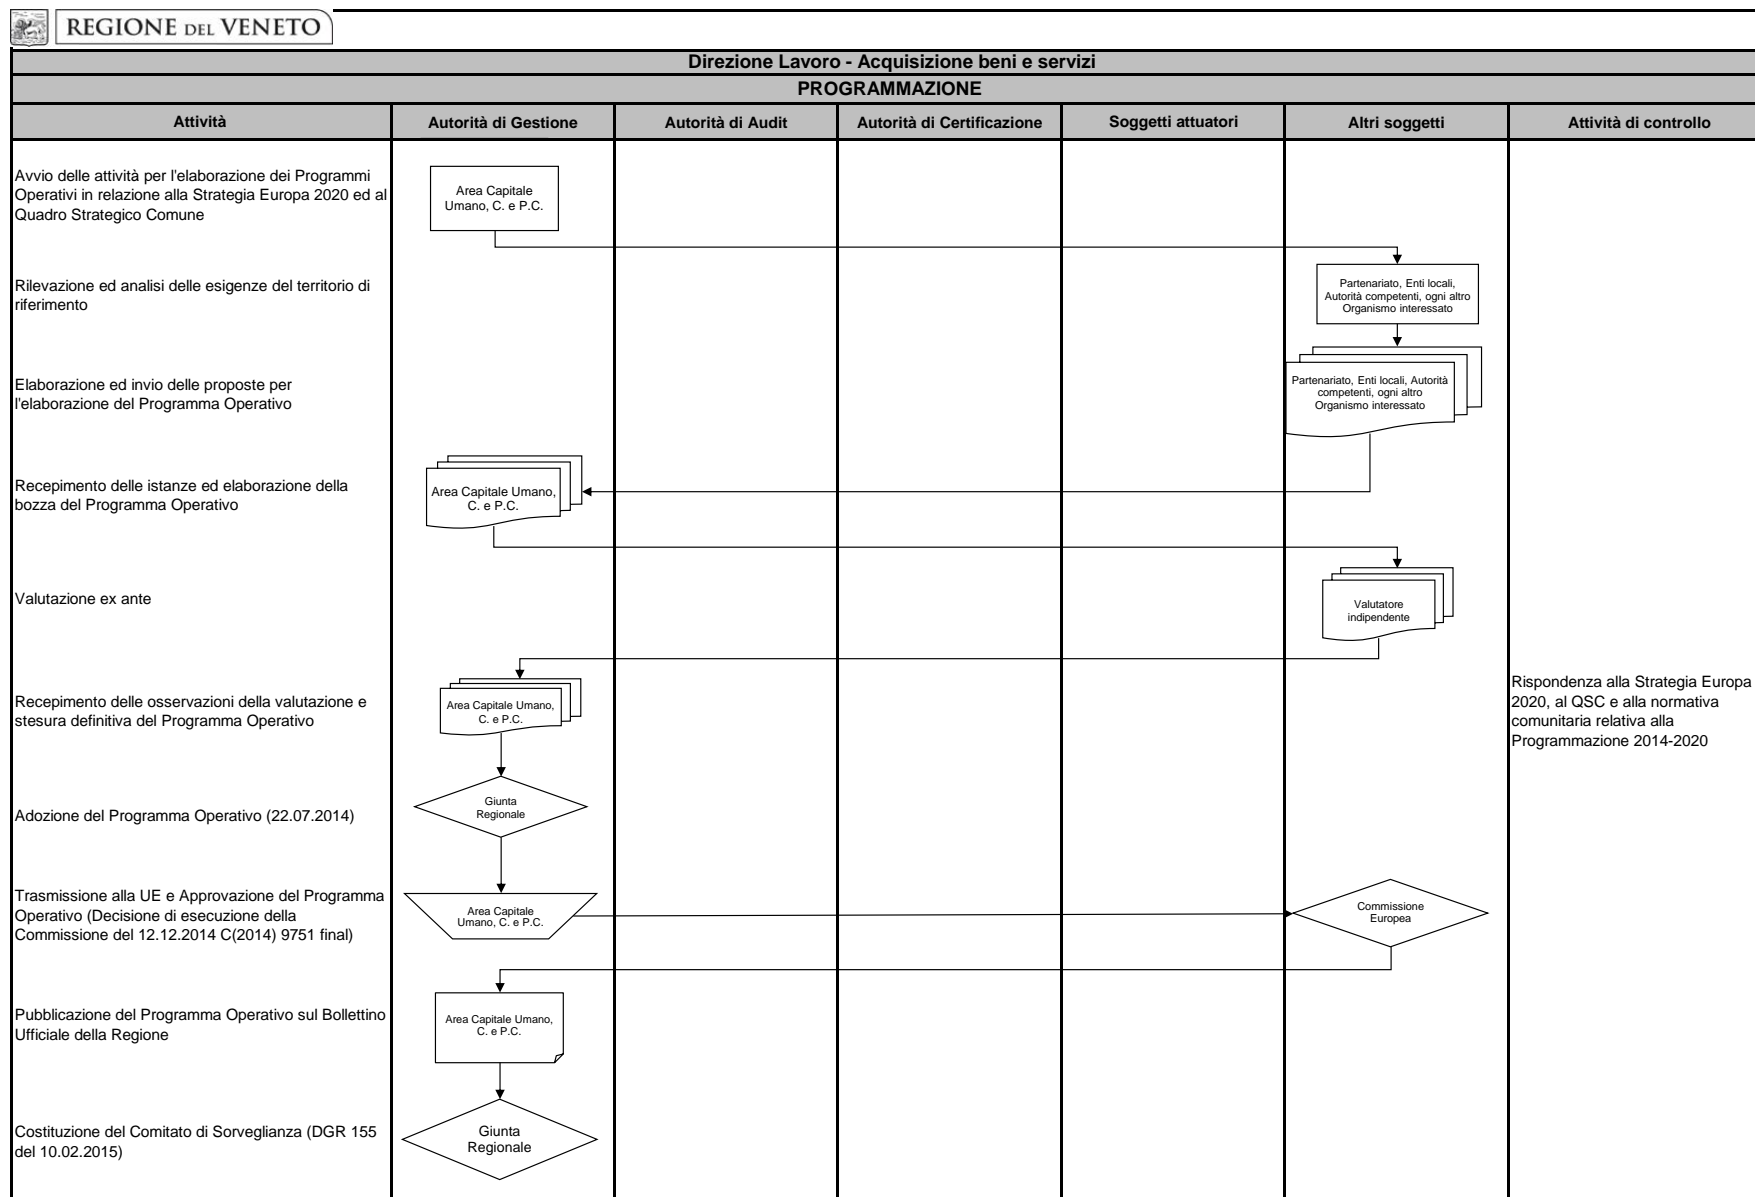 REGIONE DEL VENETO
Direzione Lavoro - Acquisizione beni e servizi
PROGRAMMAZIONE
Attività
Autorità di Gestione
Autorità di Audit
Autorità di Certificazione
Soggetti attuatori
Altri soggetti
Attività di controllo
Avvio delle attività per l'elaborazione dei Programmi
Operativi in relazione alla Strategia Europa 2020 ed al
Quadro Strategico Comune
Area Capitale
Umano, C. e P.C.
Rilevazione ed analisi delle esigenze del territorio di
riferimento
Partenariato, Enti locali,
Autorità competenti, ogni altro
Organismo interessato
Elaborazione ed invio delle proposte per
l'elaborazione del Programma Operativo
Partenariato, Enti locali, Autorità
competenti, ogni altro
Organismo interessato
Recepimento delle istanze ed elaborazione della
bozza del Programma Operativo
Area Capitale Umano,
C. e P.C.
Valutazione ex ante
Valutatore
indipendente
Recepimento delle osservazioni della valutazione e
stesura definitiva del Programma Operativo
Area Capitale Umano,
C. e P.C.
Rispondenza alla Strategia Europa
2020, al QSC e alla normativa
comunitaria relativa alla
Programmazione 2014-2020
Adozione del Programma Operativo (22.07.2014)
Giunta
Regionale
Trasmissione alla UE e Approvazione del Programma
Operativo (Decisione di esecuzione della
Commissione del 12.12.2014 C(2014) 9751 final)
Area Capitale
Umano, C. e P.C.
Commissione
Europea
Pubblicazione del Programma Operativo sul Bollettino
Ufficiale della Regione
Area Capitale Umano,
C. e P.C.
Costituzione del Comitato di Sorveglianza (DGR 155
del 10.02.2015)
Giunta
Regionale